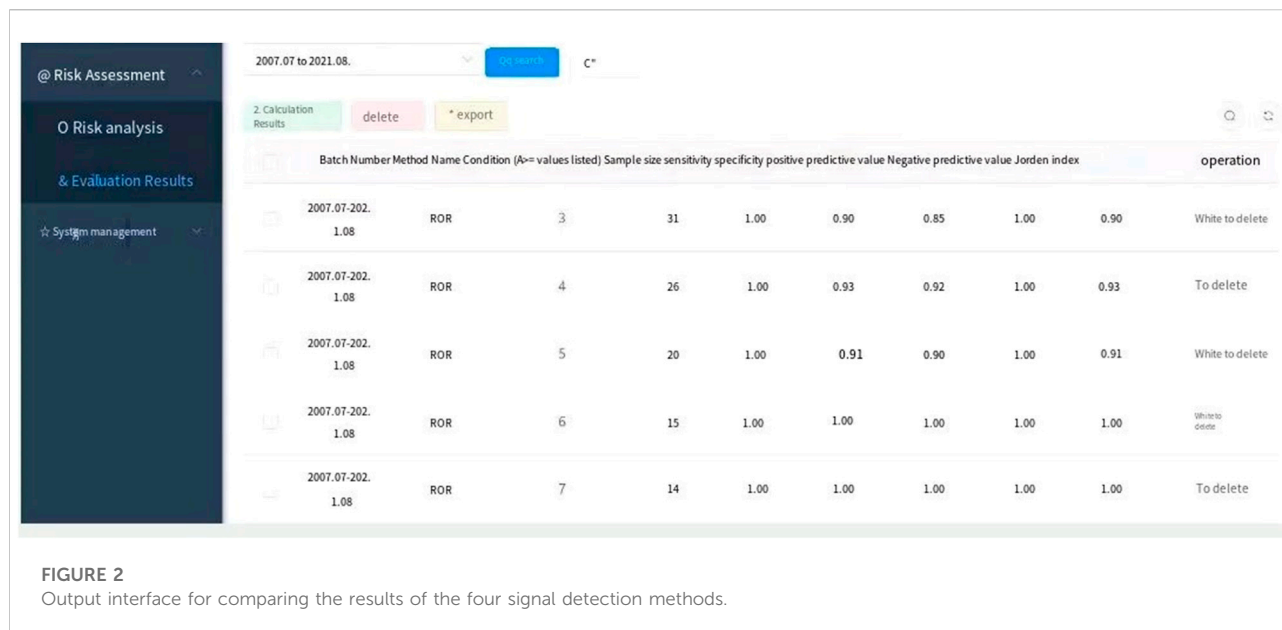 @ Risk Assessment
O Risk analysis
& Evaluation Results
☆ System management
2007.07 to 2021.08.
Qq search
C"
2. Calculation
Results
delete
* export
Batch Number Method Name Condition (A>= values listed) Sample size sensitivity specificity positive predictive value Negative predictive value Jorden index
operation
2007.07-202.
1.08
ROR 3 31 1.00 0.90 0.85 1.00 0.90 White to delete
2007.07-202.
1.08
ROR 4 26 1.00 0.93 0.92 1.00 0.93 To delete
2007.07-202.
1.08
ROR 5 20 1.00 0.91 0.90 1.00 0.91 White to delete
2007.07-202.
1.08
ROR 6 15 1.00 1.00 1.00 1.00 1.00 White to
delete
2007.07-202.
1.08
ROR 7 14 1.00 1.00 1.00 1.00 1.00 To delete
FIGURE 2
Output interface for comparing the results of the four signal detection methods.